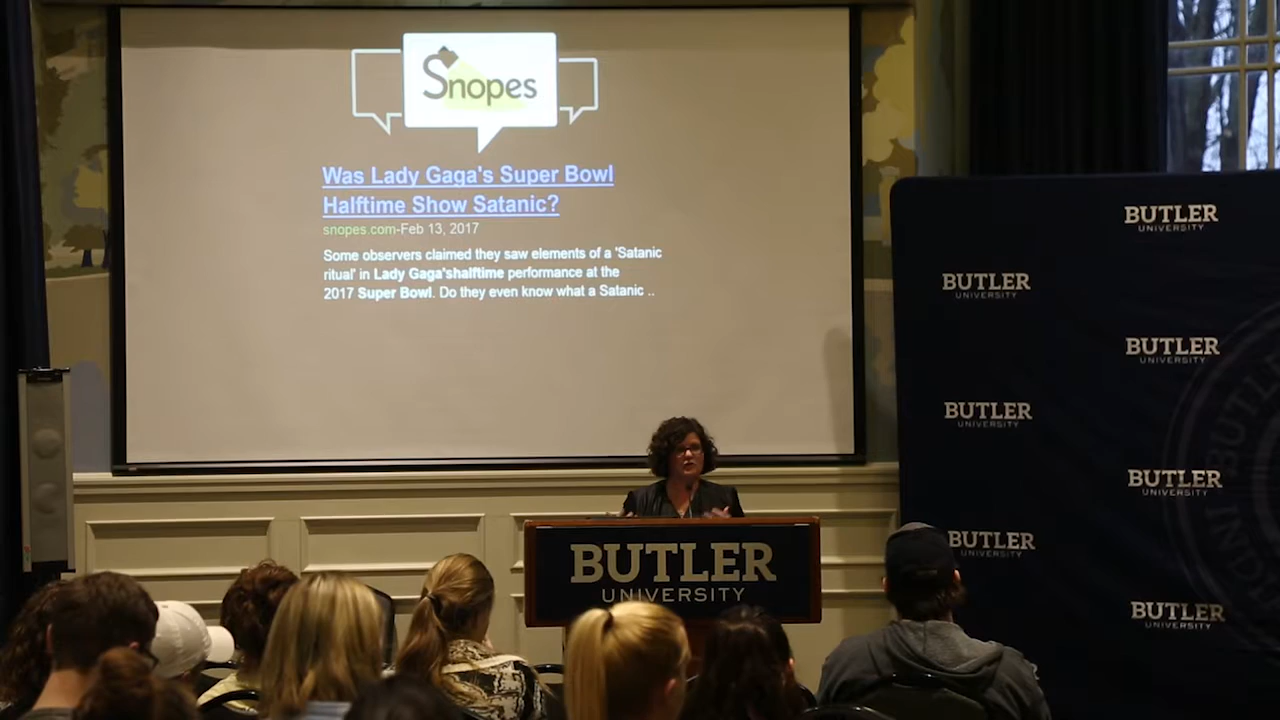 Snopes
Was Lady Gaga's Super Bowl
Halftime Show Satanic?
snopes.com-Feb 13, 2017
Some observers claimed they saw elements of a 'Satanic
ritual' in Lady Gaga'shalftime performance at the
2017 Super Bowl. Do they even know what a Satanic ..
BUTLER
UNIVERSITY
BUTLER
UNIVERSITY
BUTLER
UNIVERSITY
BUTLER
UNIVERSITY
BUTLER
UNIVERSITY
BUTLER
UNIVERSITY
BUTLER
UNIVERSITY
BUTLER
UNIVERSITY